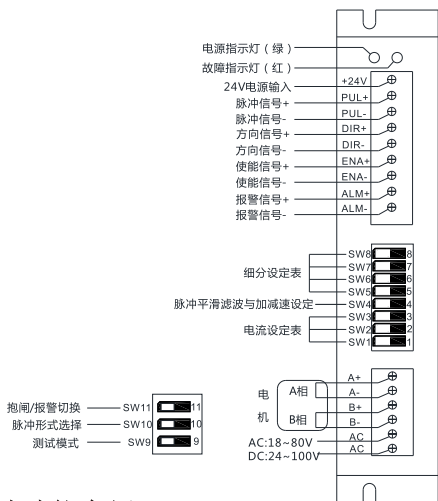 电源指示灯（绿）
故障指示灯（红）
24V电源输入 +24V
脉冲信号+ PUL+
脉冲信号- PUL-
方向信号+ DIR+
方向信号- DIR-
使能信号+ ENA+
使能信号- ENA-
报警信号+ ALM+
报警信号- ALM-
细分设定表
SW8 8
SW7 7
SW6 6
SW5 5
脉冲平滑滤波与加减速设定 SW4 4
电流设定表
SW3 3
SW2 2
SW1 1
电机
A相
B相
A+
A-
B+
B-
AC:18~80V AC
DC:24~100V AC
抱闸/报警切换 SW11 11
脉冲形式选择 SW10 10
测试模式 SW9 9